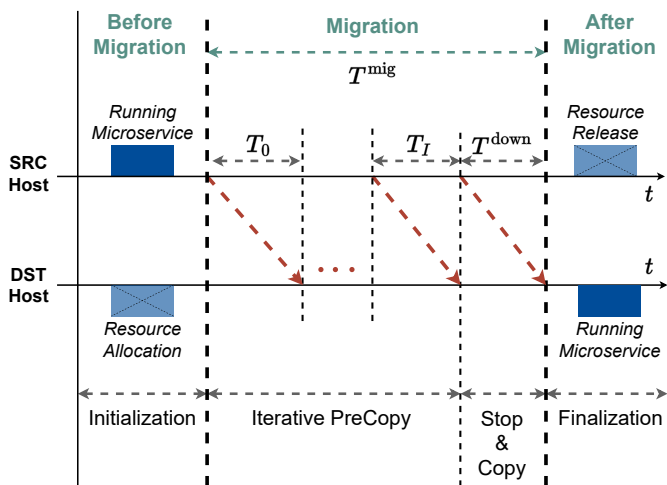 Before
Migration
Migration
After
Migration
T^mig
Running
Microservice
Resource
Release
T_0
T_I
T^down
SRC
Host
t
. . .
DST
Host
t
Resource
Allocation
Running
Microservice
Initialization
Iterative PreCopy
Stop
&
Copy
Finalization